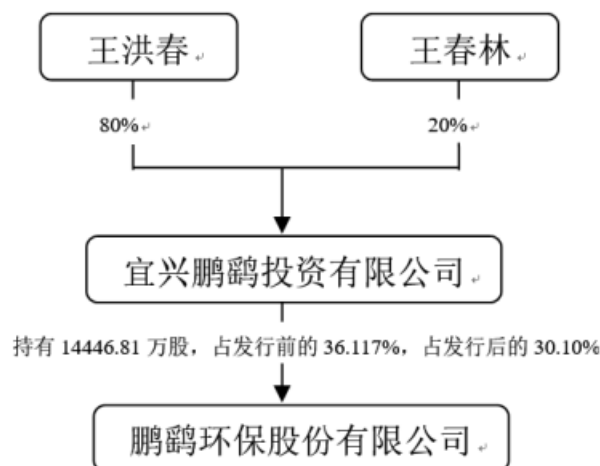 王洪春
王春林
80%
20%
宜兴鹏鹞投资有限公司
持有 14446.81 万股，占发行前的 36.117%，占发行后的 30.10%
鹏鹞环保股份有限公司